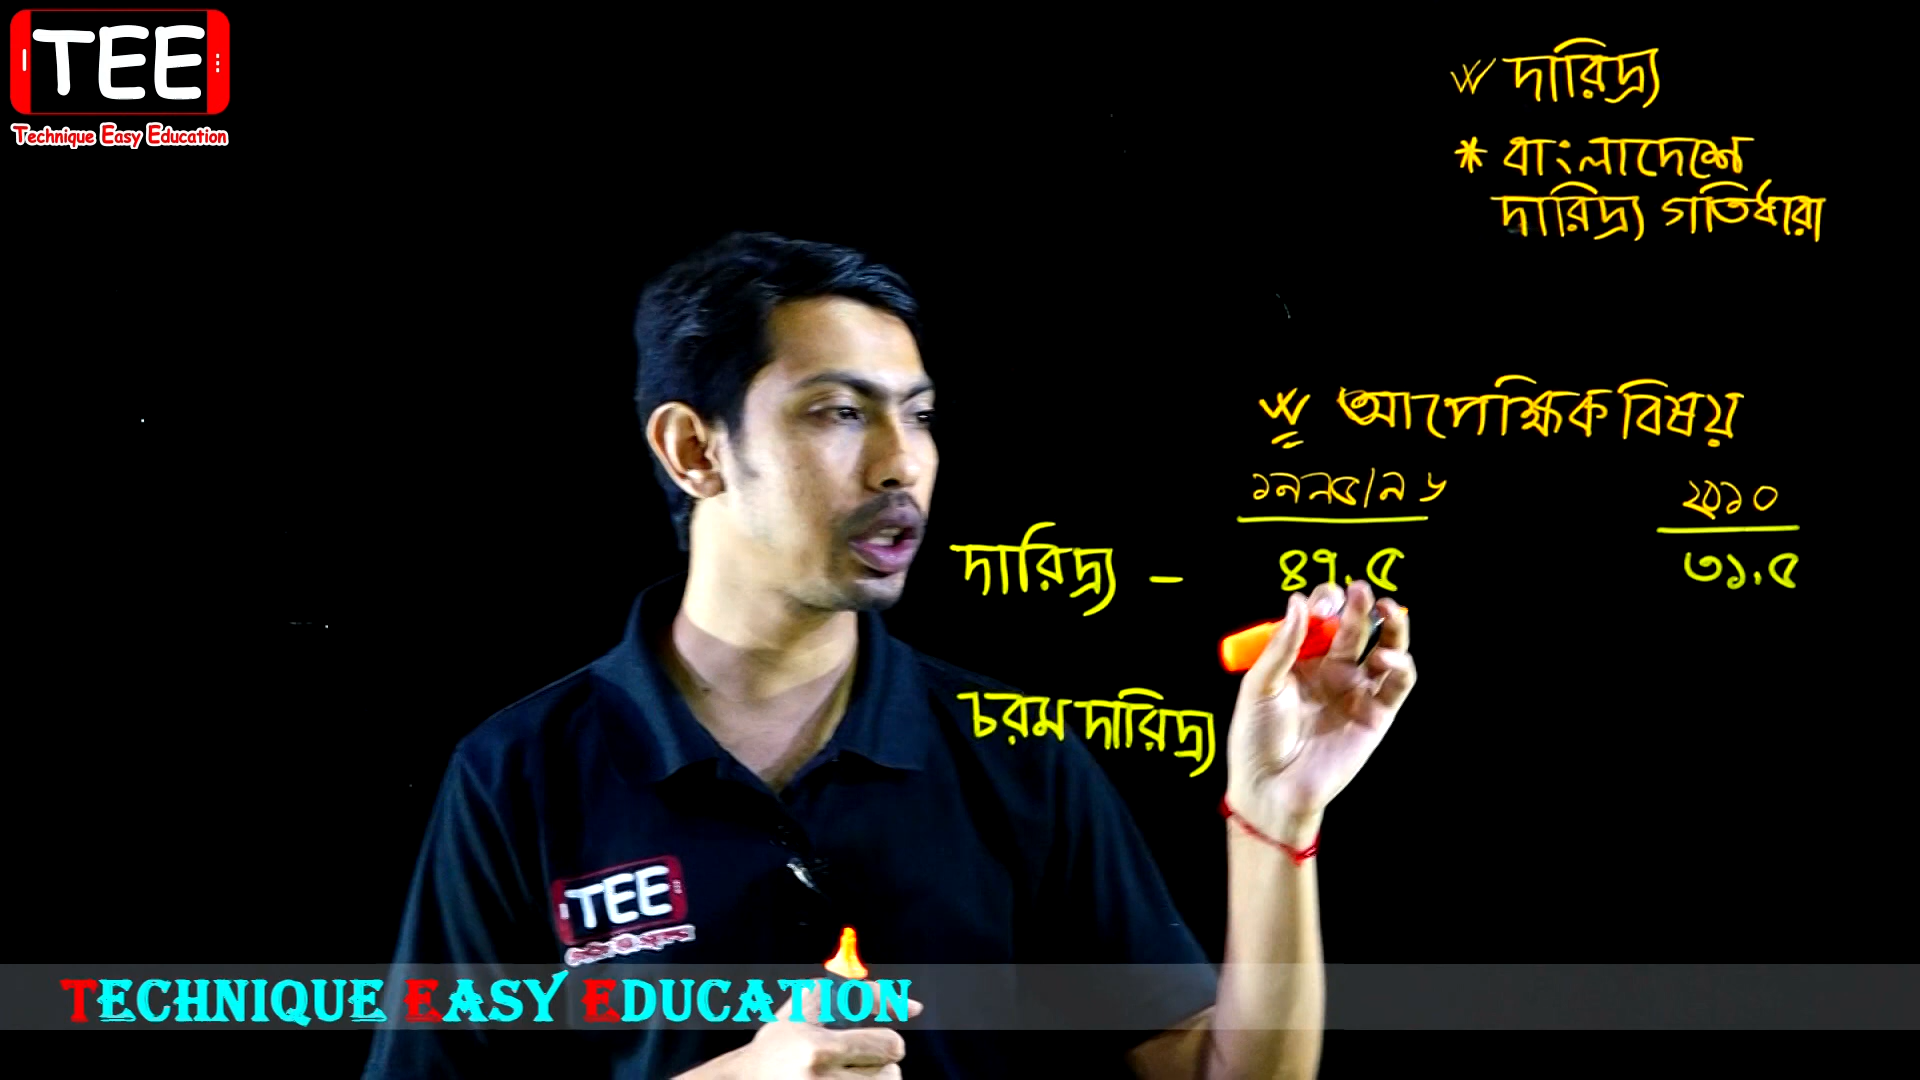 TEE
Technique Easy Education
দারিদ্র্য
* বাংলাদেশে
দারিদ্র্য গতিধারা
আপেক্ষিক বিষয়
১৯৯৫/৯৬ ২০১০
দারিদ্র্য - ৪৭.৫ ৩১.৫
চরম দারিদ্র্য
TEE
TECHNIQUE EASY EDUCATION